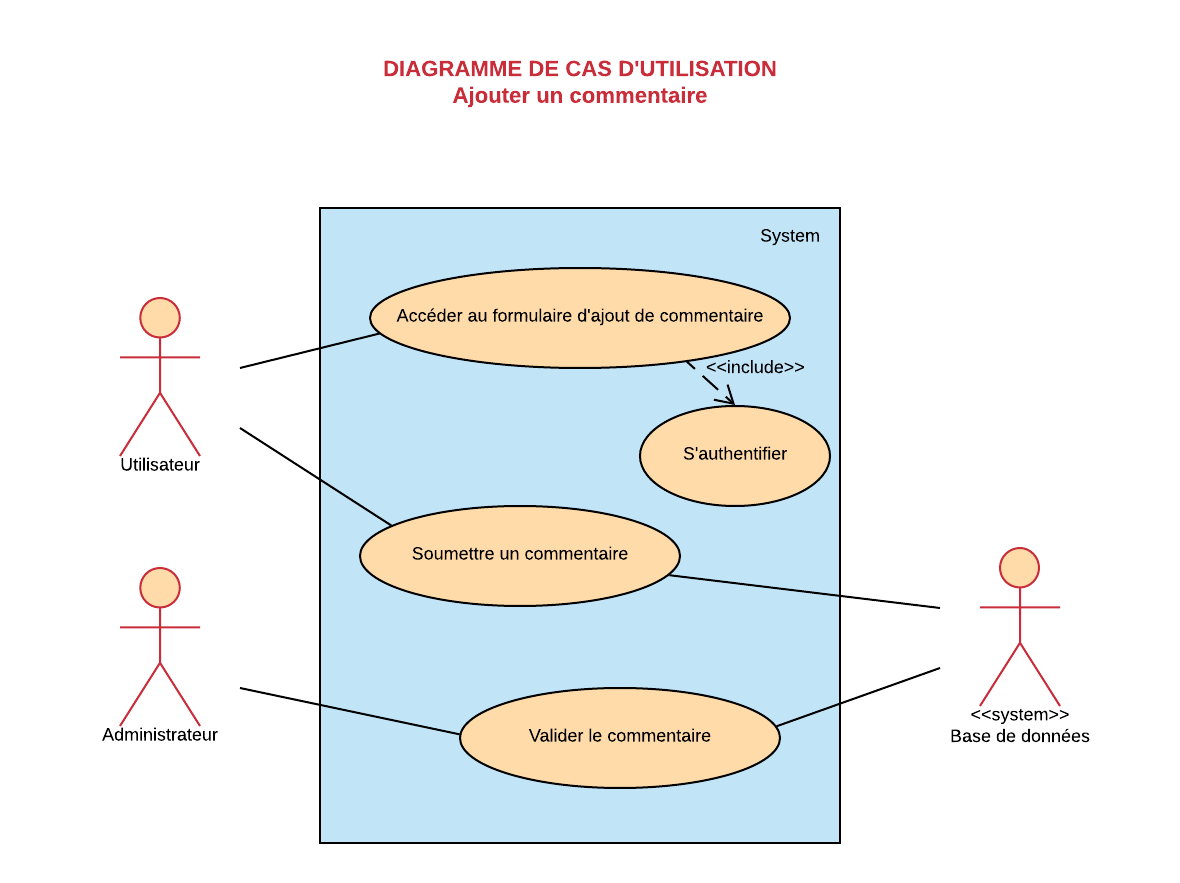 DIAGRAMME DE CAS D'UTILISATION
Ajouter un commentaire
System
Accéder au formulaire d'ajout de commentaire
<<include>>
S'authentifier
Utilisateur
Soumettre un commentaire
Administrateur
Valider le commentaire
<<system>>
Base de données